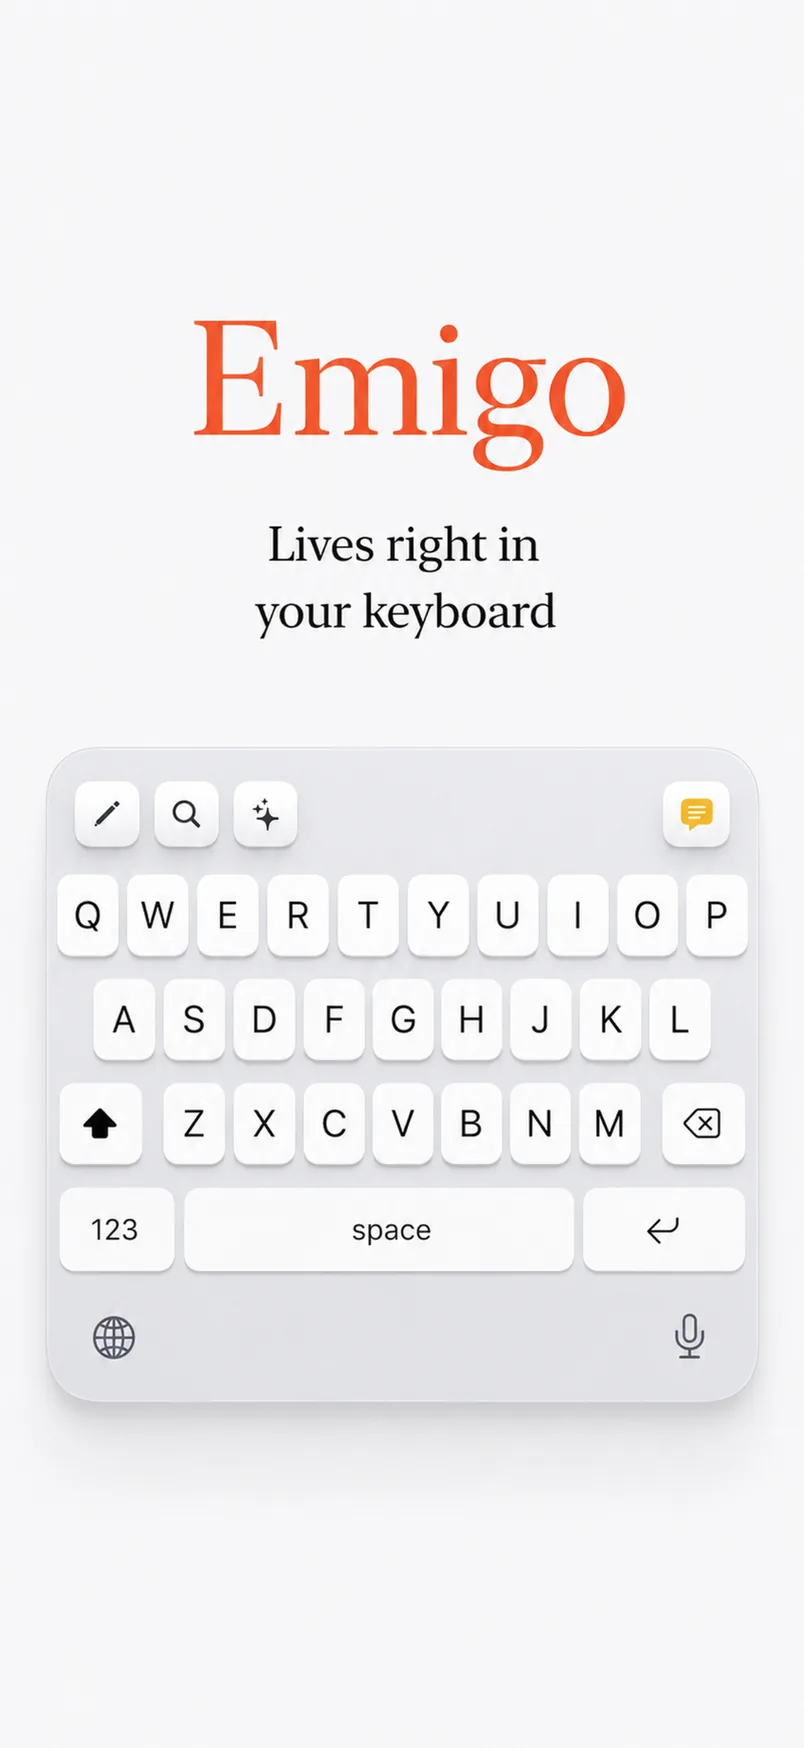 Emigo
Lives right in
your keyboard
Q W E R T Y U I O P
A S D F G H J K L
Z X C V B N M
123 space